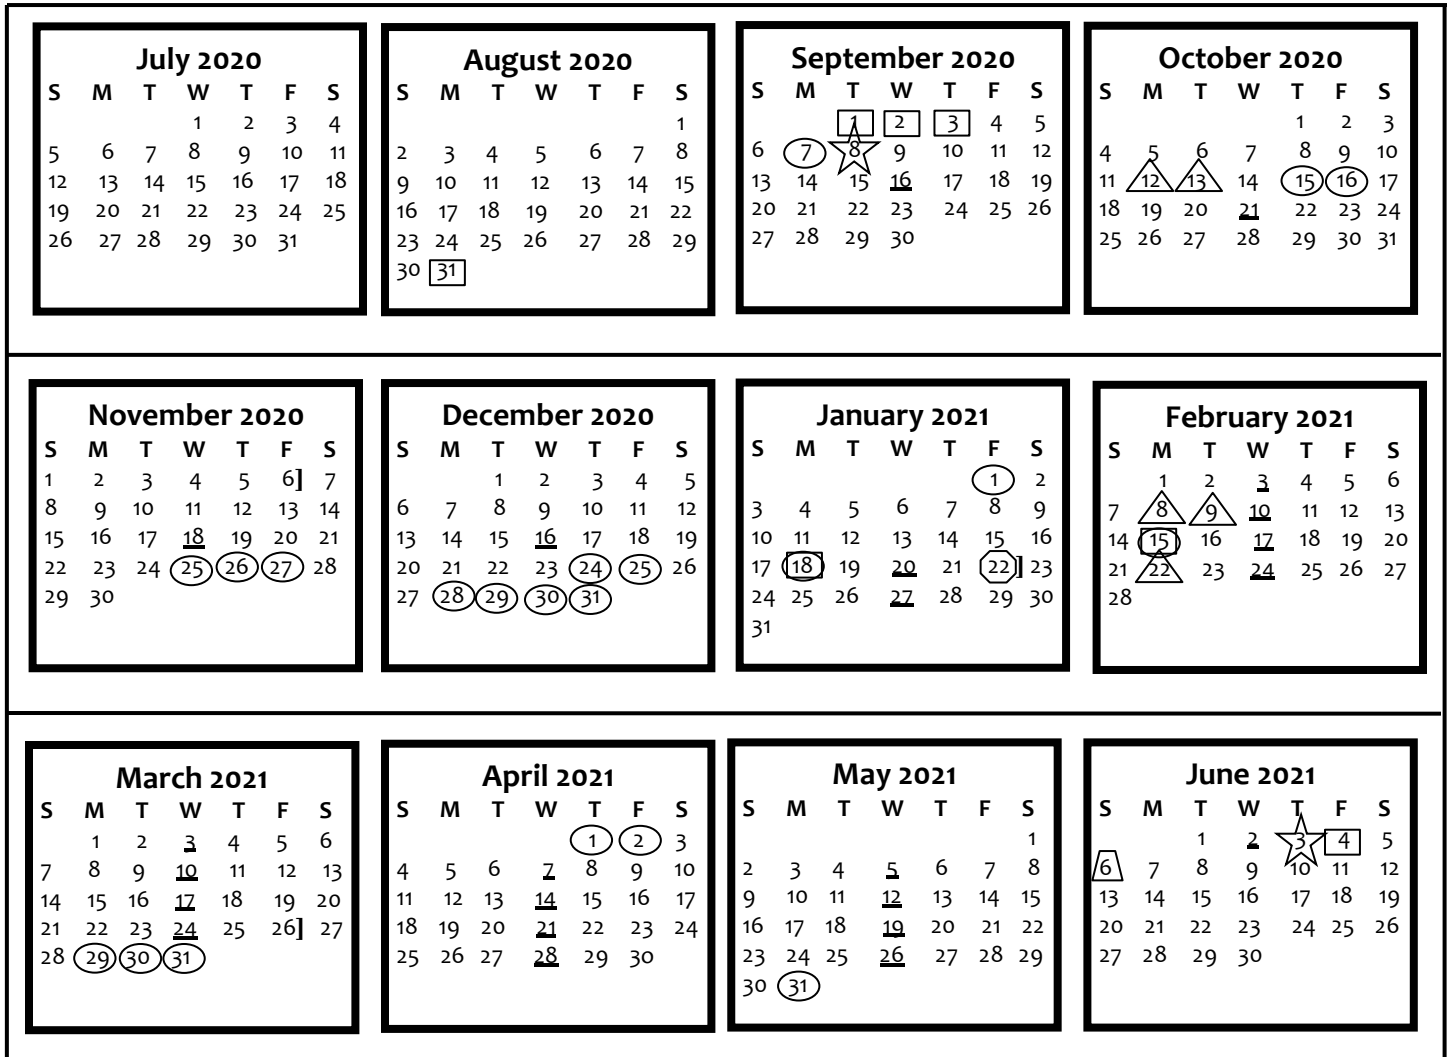 July 2020
S M T W T F S
1 2 3 4
5 6 7 8 9 10 11
12 13 14 15 16 17 18
19 20 21 22 23 24 25
26 27 28 29 30 31
August 2020
S M T W T F S
1
2 3 4 5 6 7 8
9 10 11 12 13 14 15
16 17 18 19 20 21 22
23 24 25 26 27 28 29
30 31
September 2020
S M T W T F S
1 2 3 4 5
6 7 8 9 10 11 12
13 14 15 16 17 18 19
20 21 22 23 24 25 26
27 28 29 30
October 2020
S M T W T F S
1 2 3
4 5 6 7 8 9 10
11 12 13 14 15 16 17
18 19 20 21 22 23 24
25 26 27 28 29 30 31
November 2020
S M T W T F S
1 2 3 4 5 6] 7
8 9 10 11 12 13 14
15 16 17 18 19 20 21
22 23 24 25 26 27 28
29 30
December 2020
S M T W T F S
1 2 3 4 5
6 7 8 9 10 11 12
13 14 15 16 17 18 19
20 21 22 23 24 25 26
27 28 29 30 31
January 2021
S M T W T F S
1 2
3 4 5 6 7 8 9
10 11 12 13 14 15 16
17 18 19 20 21 22] 23
24 25 26 27 28 29 30
31
February 2021
S M T W T F S
1 2 3 4 5 6
7 8 9 10 11 12 13
14 15 16 17 18 19 20
21 22 23 24 25 26 27
28
March 2021
S M T W T F S
1 2 3 4 5 6
7 8 9 10 11 12 13
14 15 16 17 18 19 20
21 22 23 24 25 26] 27
28 29 30 31
April 2021
S M T W T F S
1 2 3
4 5 6 7 8 9 10
11 12 13 14 15 16 17
18 19 20 21 22 23 24
25 26 27 28 29 30
May 2021
S M T W T F S
1
2 3 4 5 6 7 8
9 10 11 12 13 14 15
16 17 18 19 20 21 22
23 24 25 26 27 28 29
30 31
June 2021
S M T W T F S
1 2 3 4 5
6 7 8 9 10 11 12
13 14 15 16 17 18 19
20 21 22 23 24 25 26
27 28 29 30